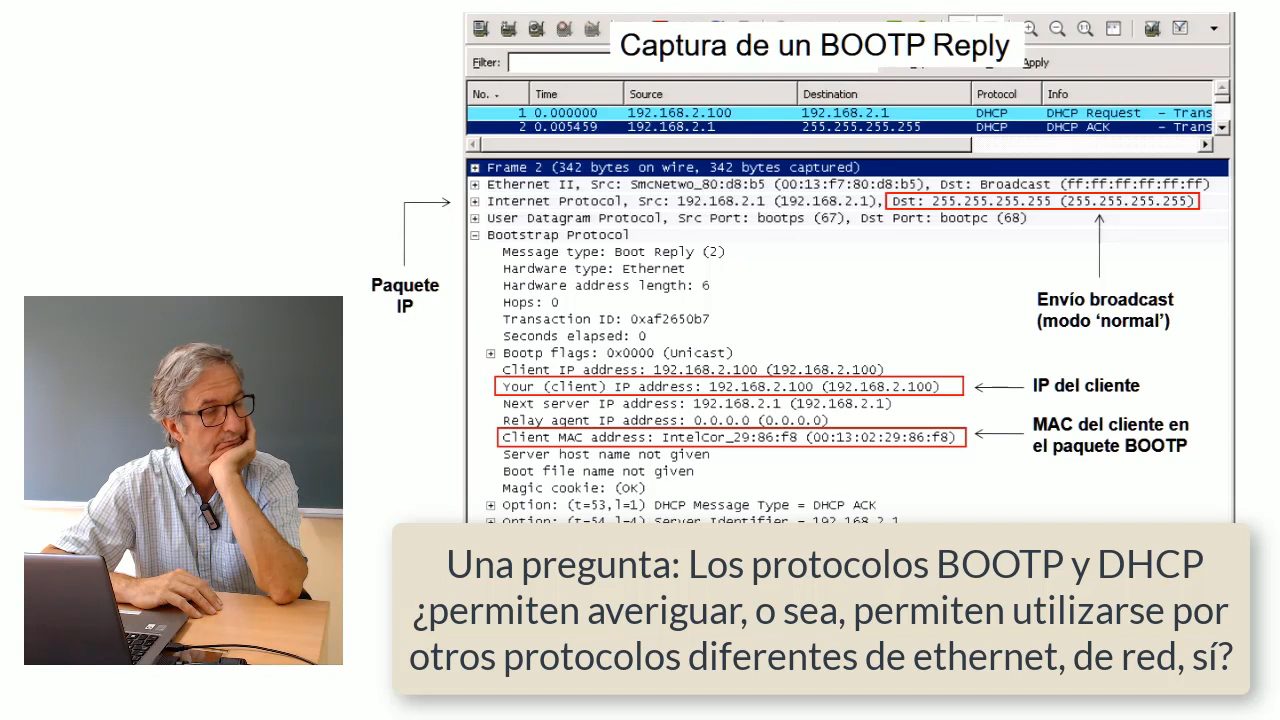 Captura de un BOOTP Reply
Filter:
Apply
No. Time Source Destination Protocol Info
1 0.000000 192.168.2.100 192.168.2.1 DHCP DHCP Request - Trans
2 0.005459 192.168.2.1 255.255.255.255 DHCP DHCP ACK - Trans
Frame 2 (342 bytes on wire, 342 bytes captured)
Ethernet II, Src: SmcNetwo_80:d8:b5 (00:13:f7:80:d8:b5), Dst: Broadcast (ff:ff:ff:ff:ff:ff)
Internet Protocol, Src: 192.168.2.1 (192.168.2.1), Dst: 255.255.255.255 (255.255.255.255)
User Datagram Protocol, Src Port: bootps (67), Dst Port: bootpc (68)
Bootstrap Protocol
Message type: Boot Reply (2)
Hardware type: Ethernet
Hardware address length: 6
Hops: 0
Transaction ID: 0xaf2650b7
Seconds elapsed: 0
Bootp flags: 0x0000 (Unicast)
Client IP address: 192.168.2.100 (192.168.2.100)
Your (client) IP address: 192.168.2.100 (192.168.2.100)
Next server IP address: 192.168.2.1 (192.168.2.1)
Relay agent IP address: 0.0.0.0 (0.0.0.0)
Client MAC address: IntelCor_29:86:f8 (00:13:02:29:86:f8)
Server host name not given
Boot file name not given
Magic cookie: (OK)
Option: (t=53,l=1) DHCP Message Type = DHCP ACK
Option: (t=54,l=4) Server Identifier = 192.168.2.1
Paquete
IP
Envío broadcast
(modo ‘normal’)
IP del cliente
MAC del cliente en
el paquete BOOTP
Una pregunta: Los protocolos BOOTP y DHCP
¿permiten averiguar, o sea, permiten utilizarse por
otros protocolos diferentes de ethernet, de red, sí?